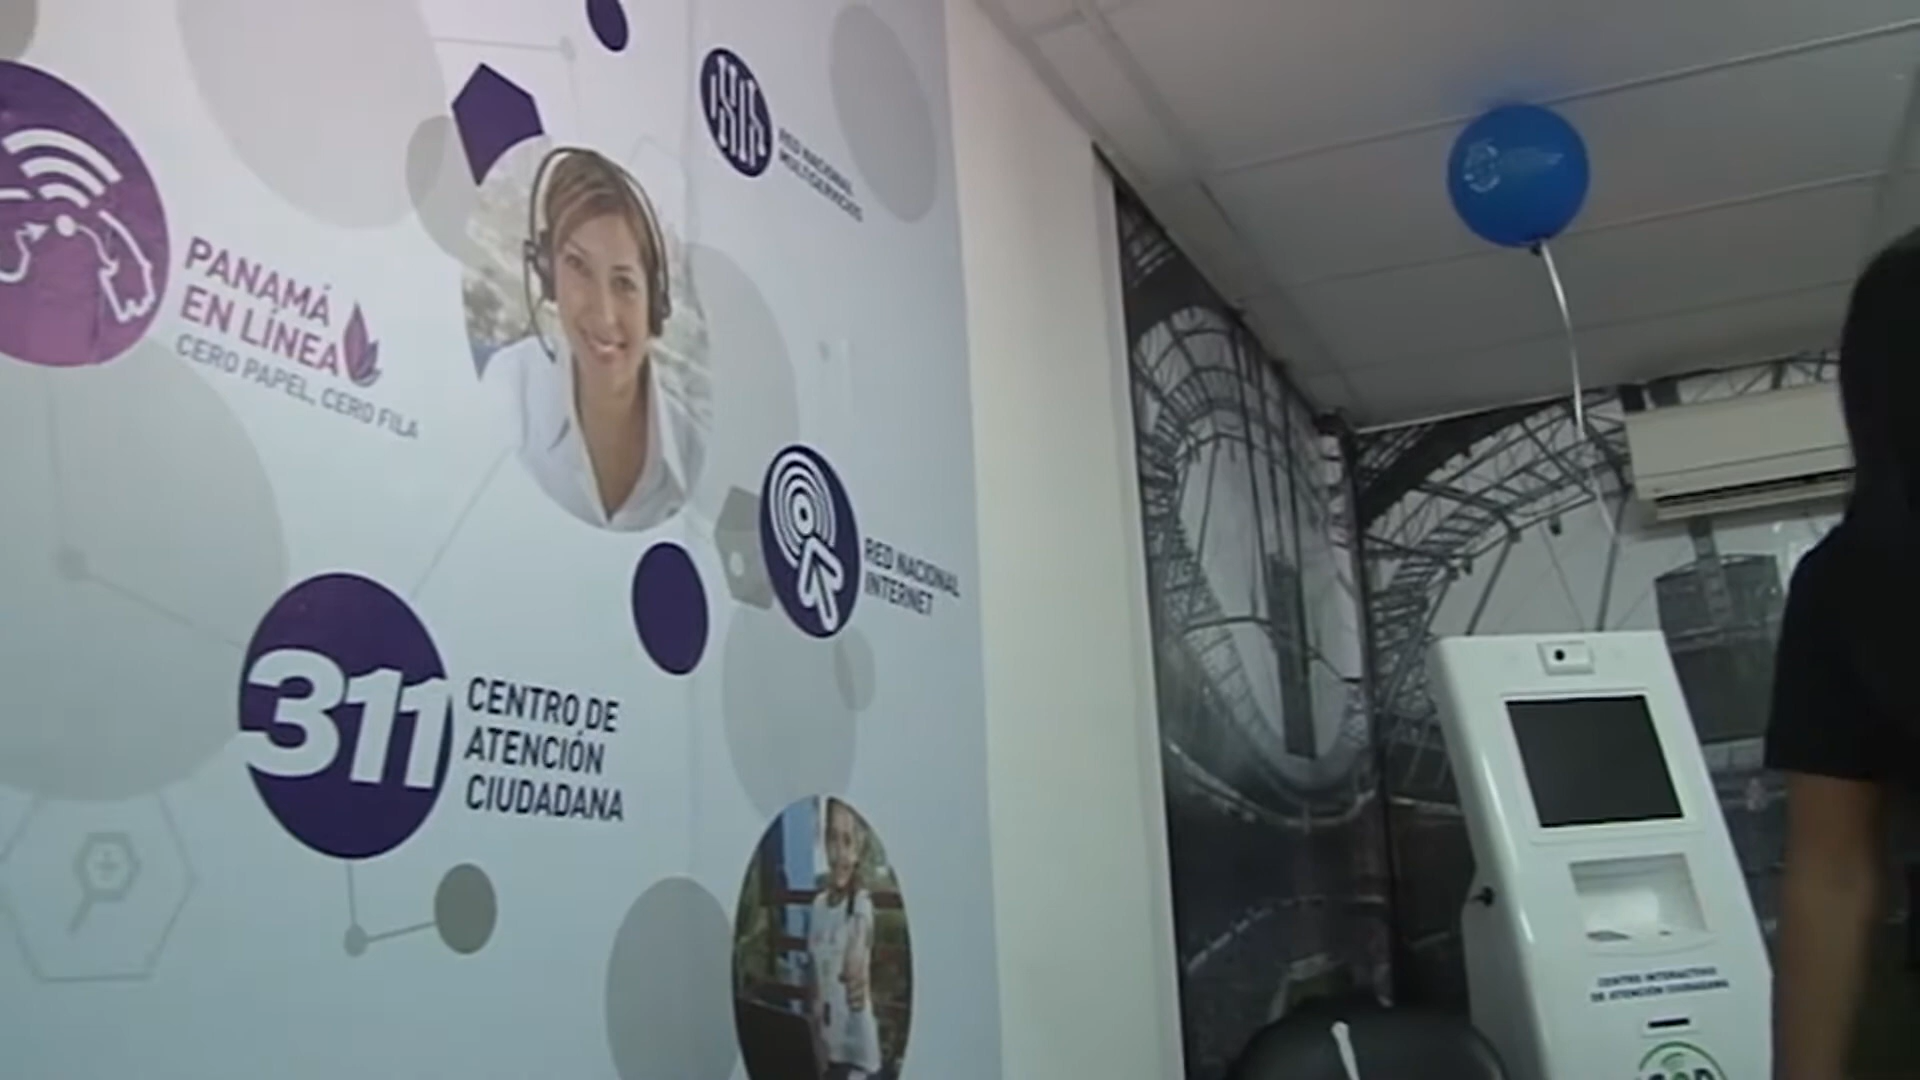 RED NACIONAL
MULTISERVICIOS
PANAMÁ
EN LÍNEA
CERO PAPEL, CERO FILA
RED NACIONAL
INTERNET
311
CENTRO DE
ATENCIÓN
CIUDADANA
CENTRO INTERACTIVO
DE ATENCIÓN CIUDADANA